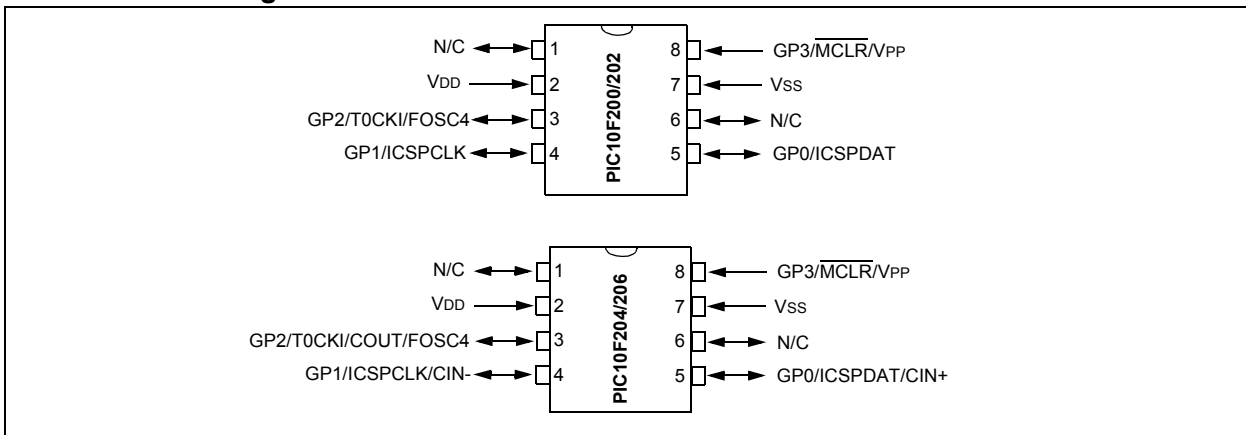 N/C 1 8 GP3/MCLR/VPP
VDD 2 7 VSS
GP2/T0CKI/FOSC4 3 6 N/C
GP1/ICSPCLK 4 5 GP0/ICSPDAT
PIC10F200/202
N/C 1 8 GP3/MCLR/VPP
VDD 2 7 VSS
GP2/T0CKI/COUT/FOSC4 3 6 N/C
GP1/ICSPCLK/CIN- 4 5 GP0/ICSPDAT/CIN+
PIC10F204/206